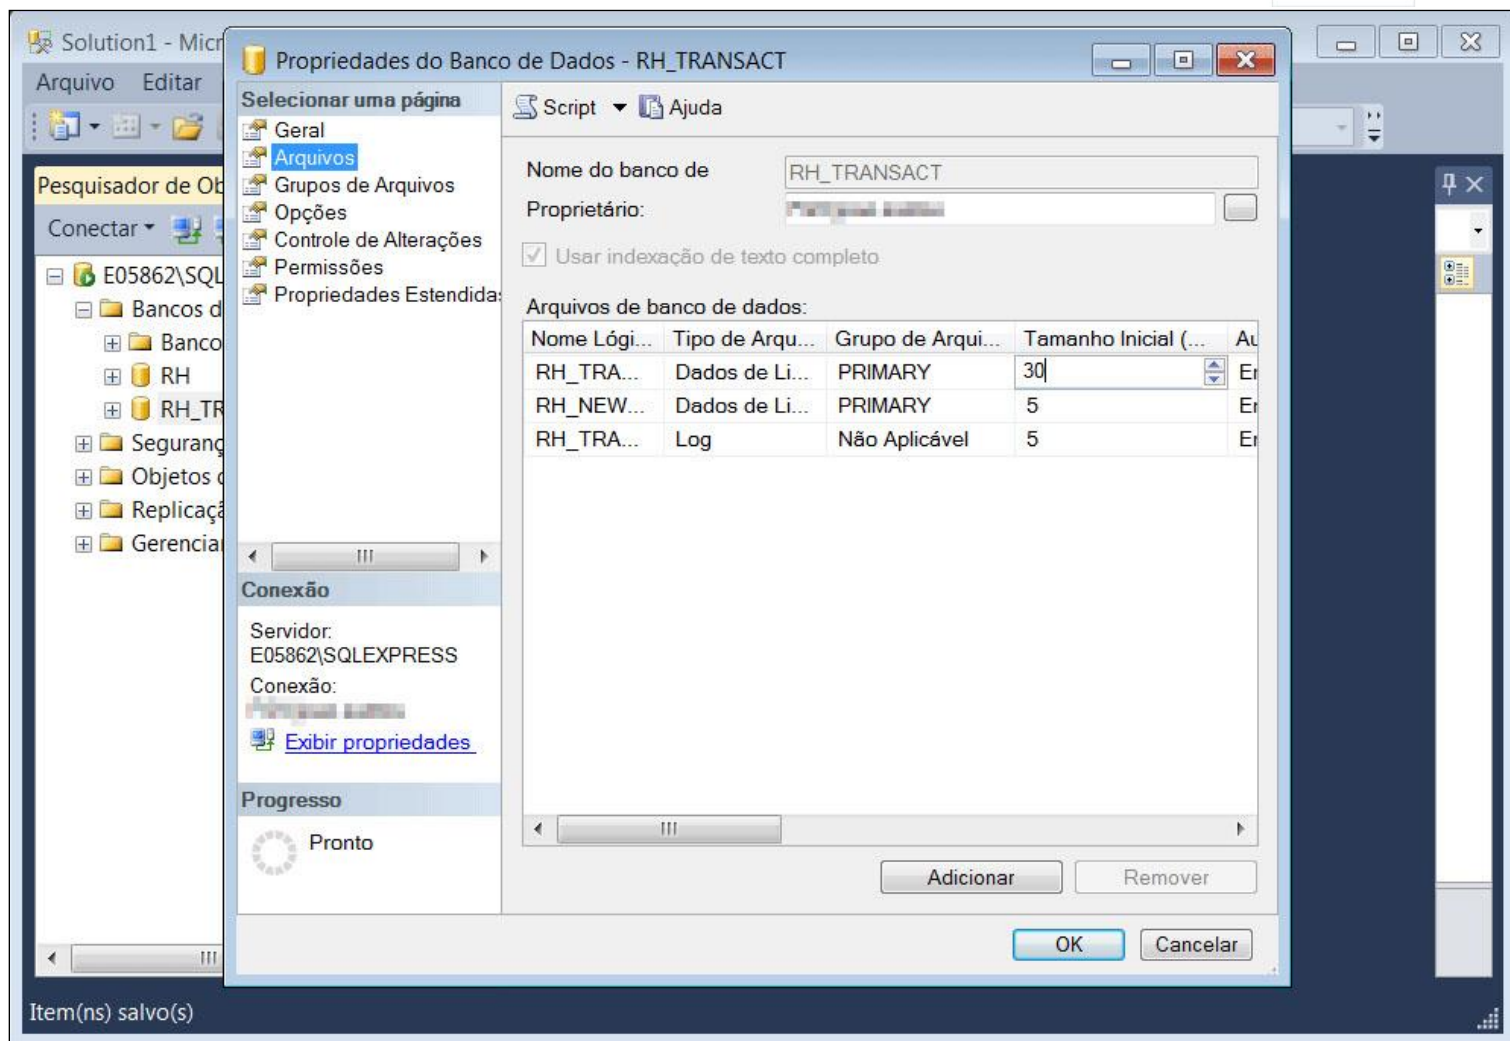 Solution1 - Micr
Arquivo Editar
Pesquisador de Ob
Conectar
E05862\SQL
Bancos d
Banco
RH
RH_TR
Seguranç
Objetos
Replicaçã
Gerencia
Item(ns) salvo(s)
Propriedades do Banco de Dados - RH_TRANSACT
Selecionar uma página
Geral
Arquivos
Grupos de Arquivos
Opções
Controle de Alterações
Permissões
Propriedades Estendidas
Conexão
Servidor:
E05862\SQLEXPRESS
Conexão:
Exibir propriedades
Progresso
Pronto
Script Ajuda
Nome do banco de RH_TRANSACT
Proprietário:
Usar indexação de texto completo
Arquivos de banco de dados:
Nome Lógi... Tipo de Arqu... Grupo de Arqui... Tamanho Inicial (... Au
RH_TRA... Dados de Li... PRIMARY 30 Er
RH_NEW... Dados de Li... PRIMARY 5 Er
RH_TRA... Log Não Aplicável 5 Er
Adicionar Remover
OK Cancelar